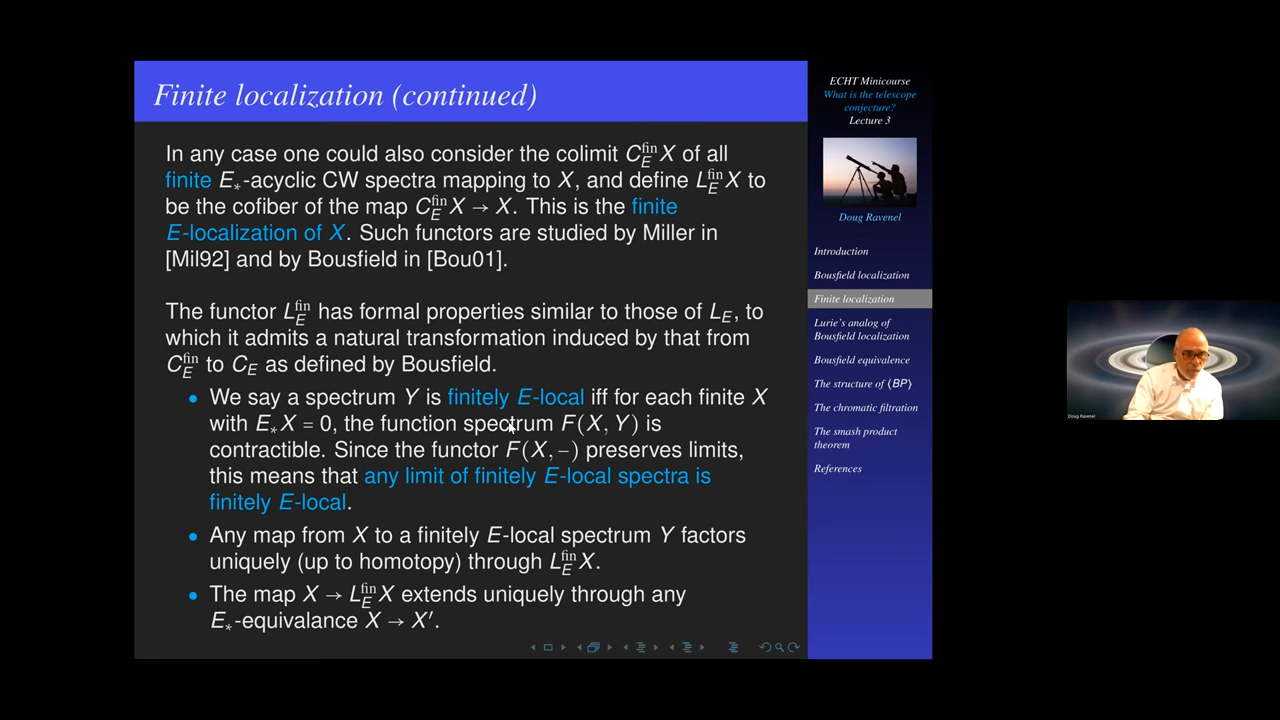 Finite localization (continued)
In any case one could also consider the colimit C_E^fin X of all
finite E_*-acyclic CW spectra mapping to X, and define L_E^fin X to
be the cofiber of the map C_E^fin X → X. This is the finite
E-localization of X. Such functors are studied by Miller in
[Mil92] and by Bousfield in [Bou01].
The functor L_E^fin has formal properties similar to those of L_E, to
which it admits a natural transformation induced by that from
C_E^fin to C_E as defined by Bousfield.
• We say a spectrum Y is finitely E-local iff for each finite X
with E_*X = 0, the function spectrum F(X, Y) is
contractible. Since the functor F(X, −) preserves limits,
this means that any limit of finitely E-local spectra is
finitely E-local.
• Any map from X to a finitely E-local spectrum Y factors
uniquely (up to homotopy) through L_E^fin X.
• The map X → L_E^fin X extends uniquely through any
E_*-equivalance X → X′.
ECHT Minicourse
What is the telescope
conjecture?
Lecture 3
Doug Ravenel
Introduction
Bousfield localization
Finite localization
Lurie's analog of
Bousfield localization
Bousfield equivalence
The structure of ⟨BP⟩
The chromatic filtration
The smash product
theorem
References
Doug Ravenel